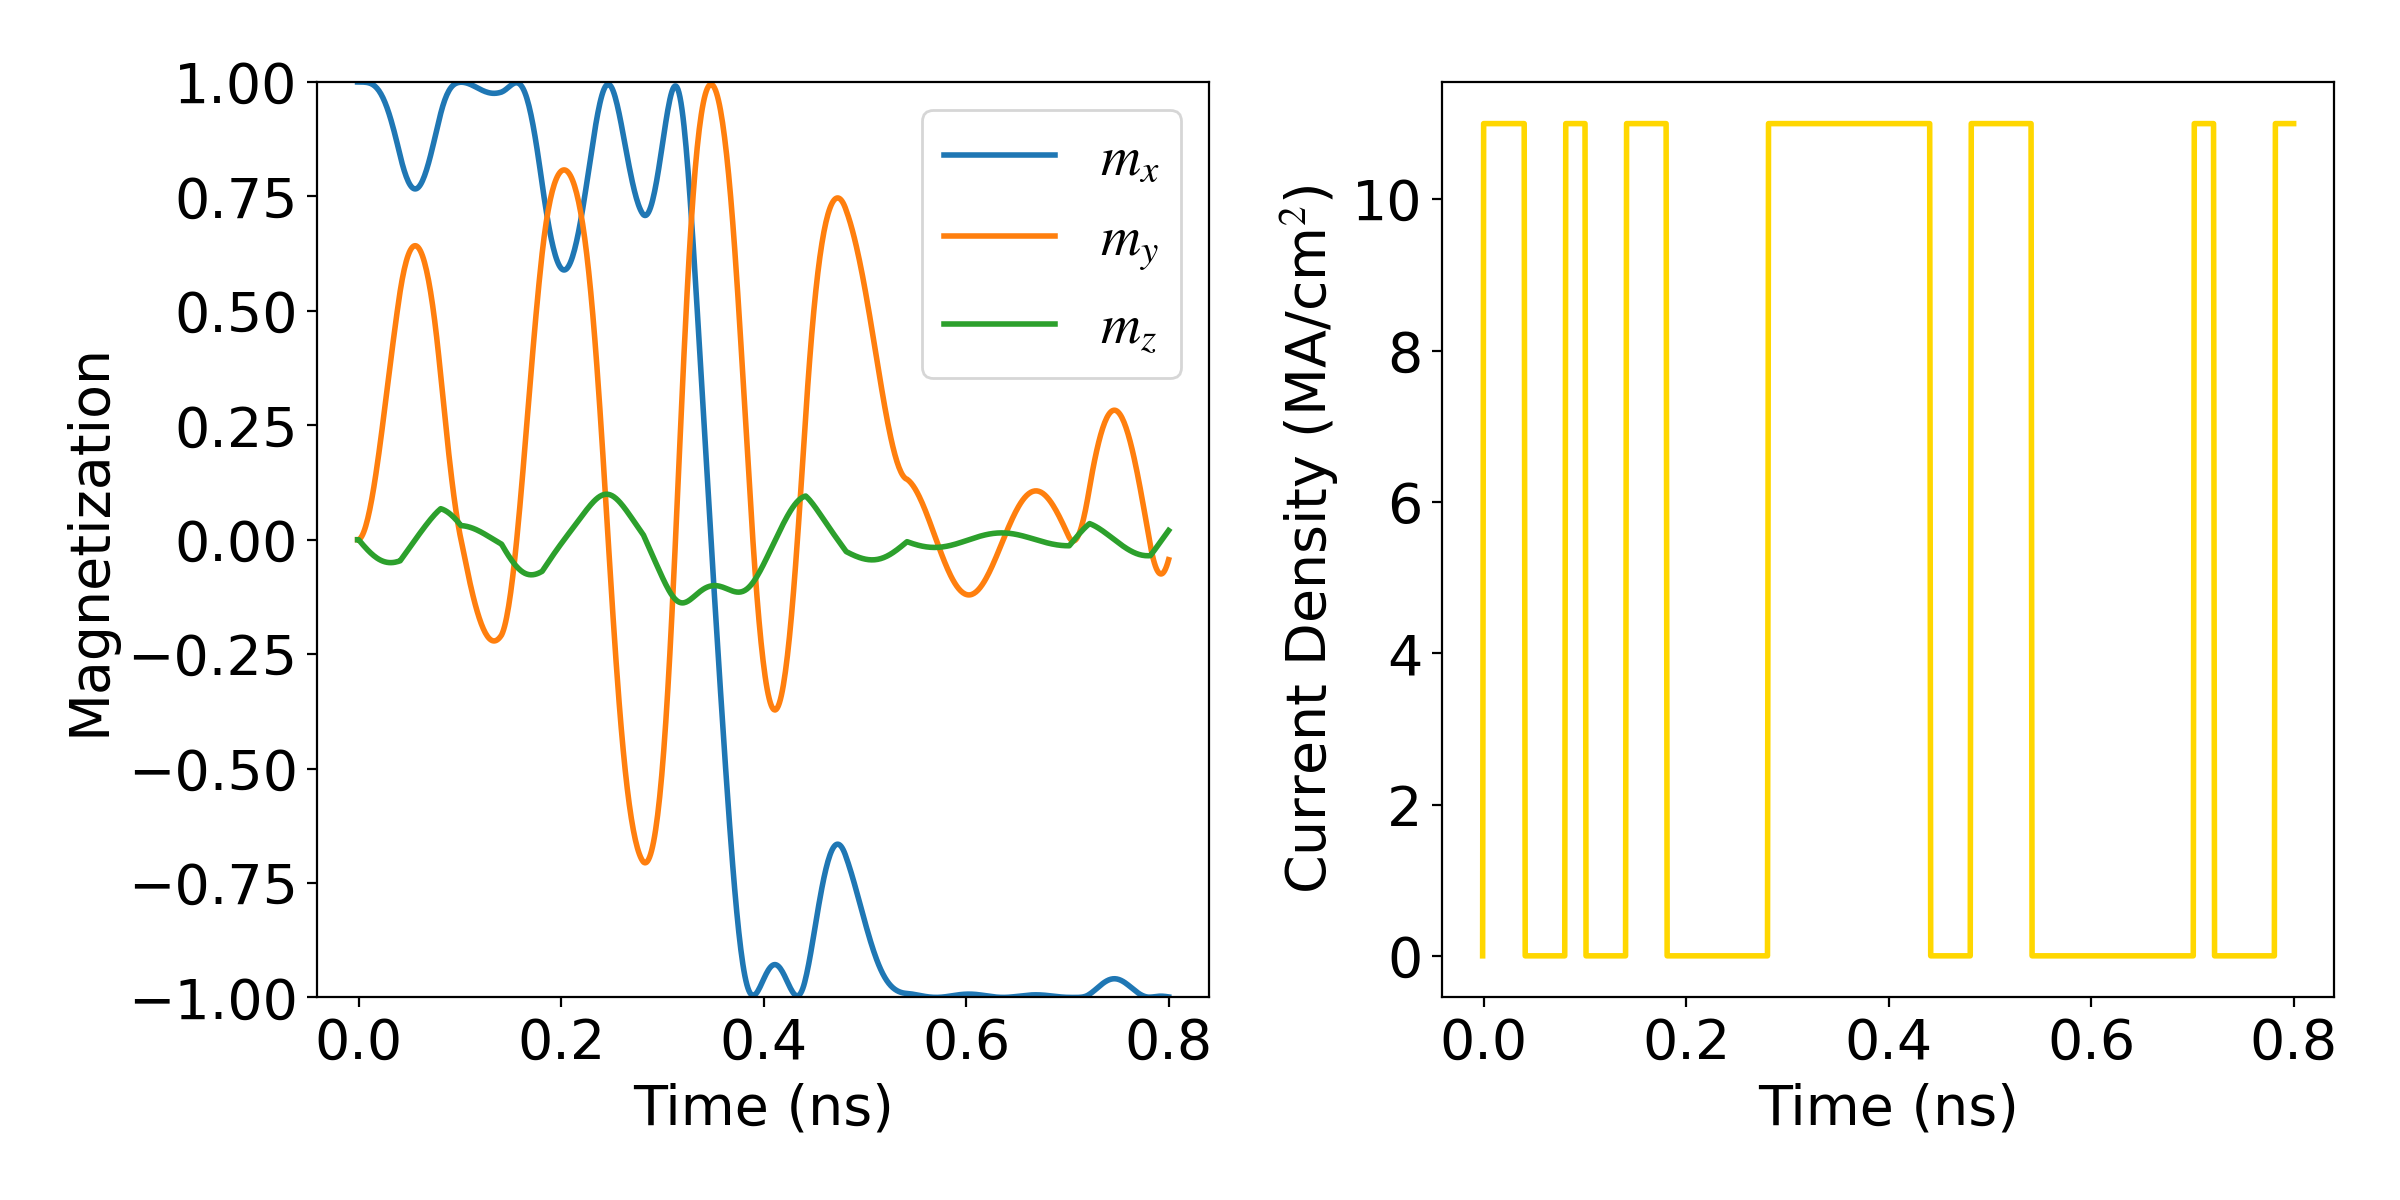 Magnetization
1.00
0.75
0.50
0.25
0.00
−0.25
−0.50
−0.75
−1.00
0.0 0.2 0.4 0.6 0.8
Time (ns)
m_x
m_y
m_z
Current Density (MA/cm²)
10
8
6
4
2
0
0.0 0.2 0.4 0.6 0.8
Time (ns)